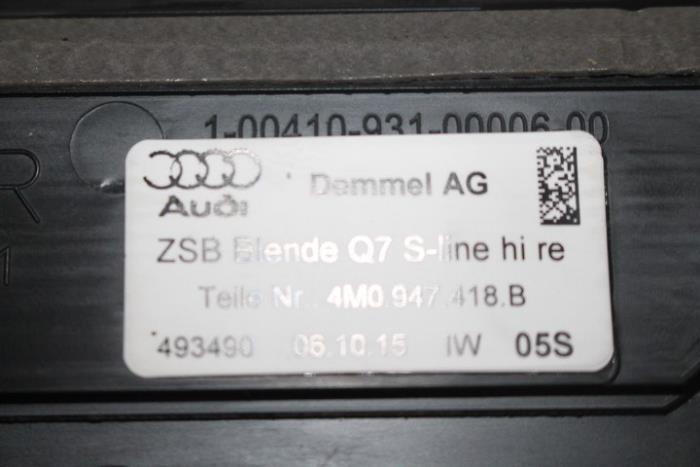 1-00410-931-00006.00
R
1
Audi
Demmel AG
ZSB Blende Q7 S-line hi re
Teile Nr.: 4M0.947.418.B
493490 06.10.15 IW 05S